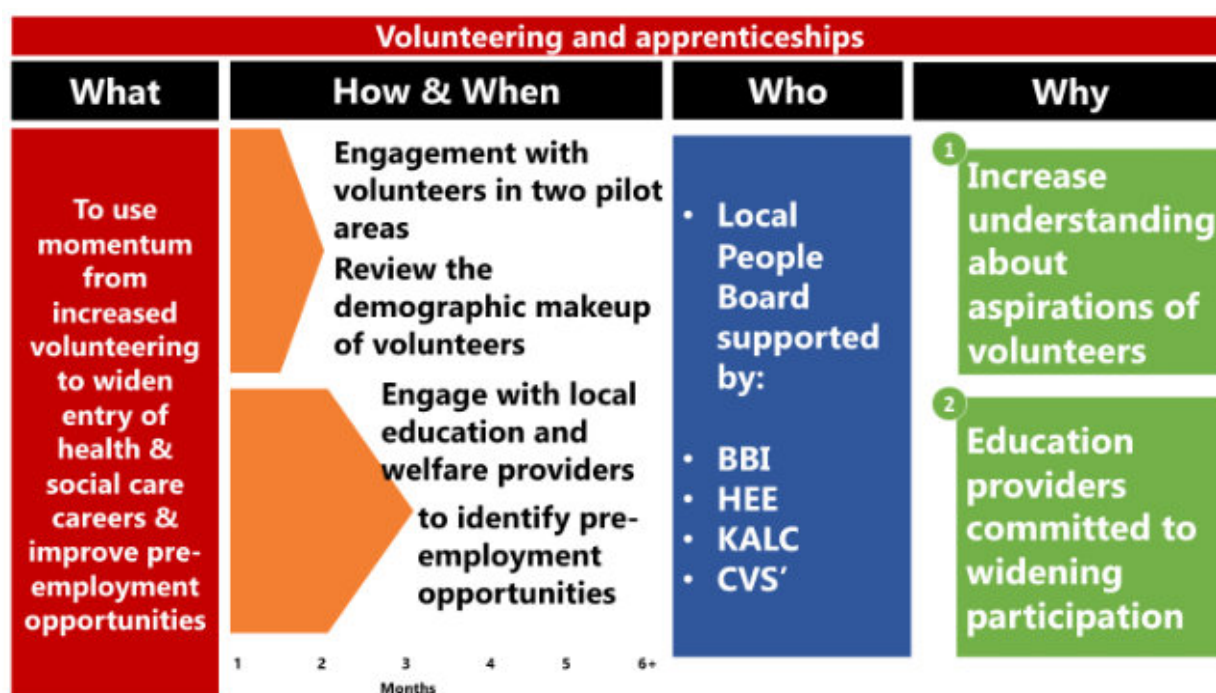 Volunteering and apprenticeships
What
How & When
Who
Why
To use
momentum
from
increased
volunteering
to widen
entry of
health &
social care
careers &
improve pre-
employment
opportunities
Engagement with
volunteers in two pilot
areas
Review the
demographic makeup
of volunteers
Engage with local
education and
welfare providers
to identify pre-
employment
opportunities
1 2 3 4 5 6+
Months
• Local
People
Board
supported
by:
• BBI
• HEE
• KALC
• CVS’
1
Increase
understanding
about
aspirations of
volunteers
2
Education
providers
committed to
widening
participation